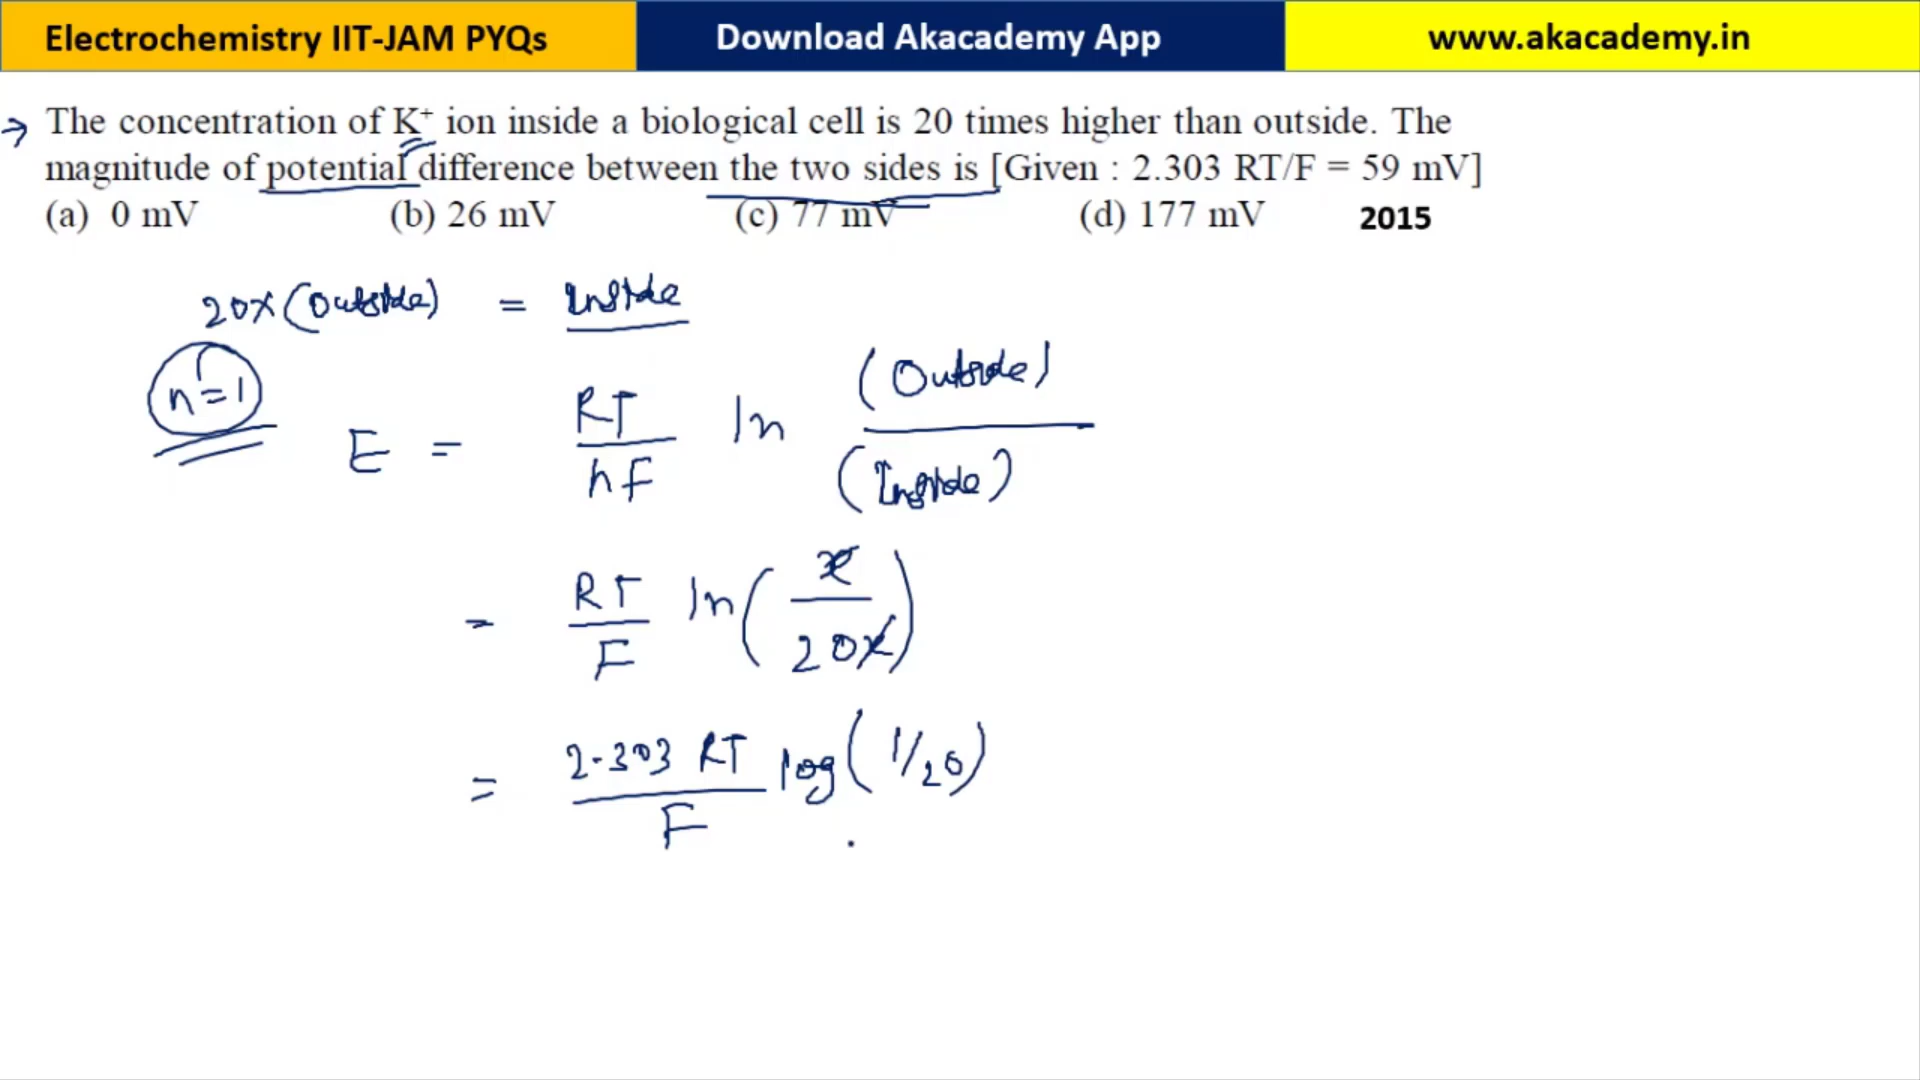 Electrochemistry IIT-JAM PYQs Download Akacademy App www.akacademy.in
→ The concentration of K⁺ ion inside a biological cell is 20 times higher than outside. The
magnitude of potential difference between the two sides is [Given : 2.303 RT/F = 59 mV]
(a) 0 mV (b) 26 mV (c) 77 mV (d) 177 mV 2015
20x (Outside) = Inside
n=1
E = RT/nF ln (Outside)/(Inside)
= RT/F ln (x/20x)
= 2.303 RT/F log (1/20)